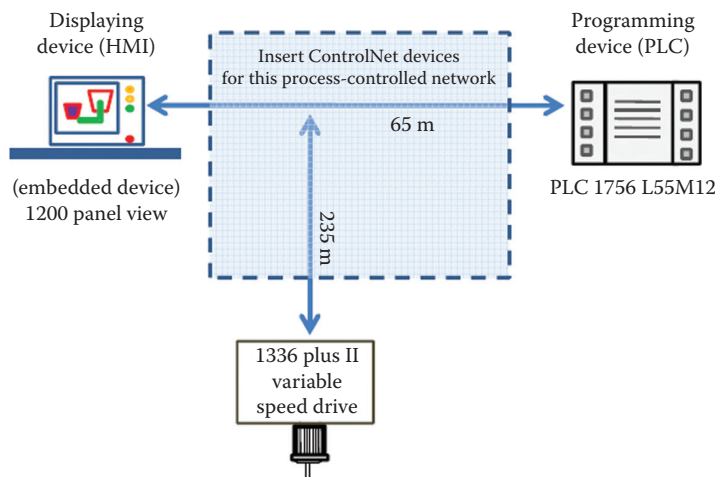 Displaying
device (HMI)
Programming
device (PLC)
Insert ControlNet devices
for this process-controlled network
65 m
(embedded device)
1200 panel view
PLC 1756 L55M12
235 m
1336 plus II
variable
speed drive